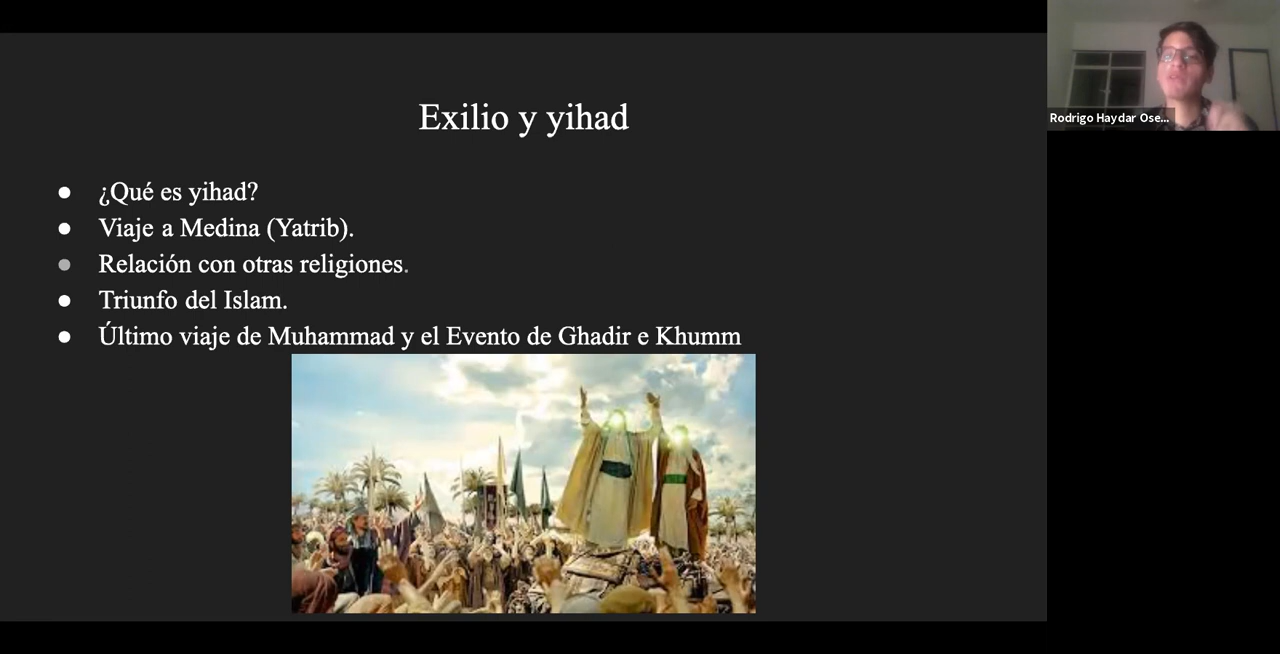 Exilio y yihad
● ¿Qué es yihad?
● Viaje a Medina (Yatrib).
● Relación con otras religiones.
● Triunfo del Islam.
● Último viaje de Muhammad y el Evento de Ghadir e Khumm
Rodrigo Haydar Ose...